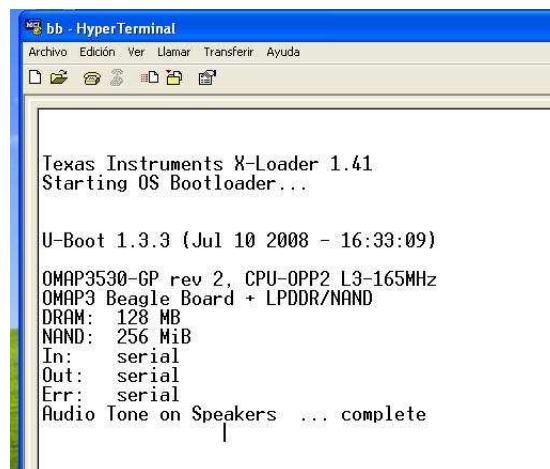 bb - HyperTerminal
Archivo Edición Ver Llamar Transferir Ayuda
Texas Instruments X-Loader 1.41
Starting OS Bootloader...
U-Boot 1.3.3 (Jul 10 2008 - 16:33:09)
OMAP3530-GP rev 2, CPU-OPP2 L3-165MHz
OMAP3 Beagle Board + LPDDR/NAND
DRAM: 128 MB
NAND: 256 MiB
In: serial
Out: serial
Err: serial
Audio Tone on Speakers ... complete